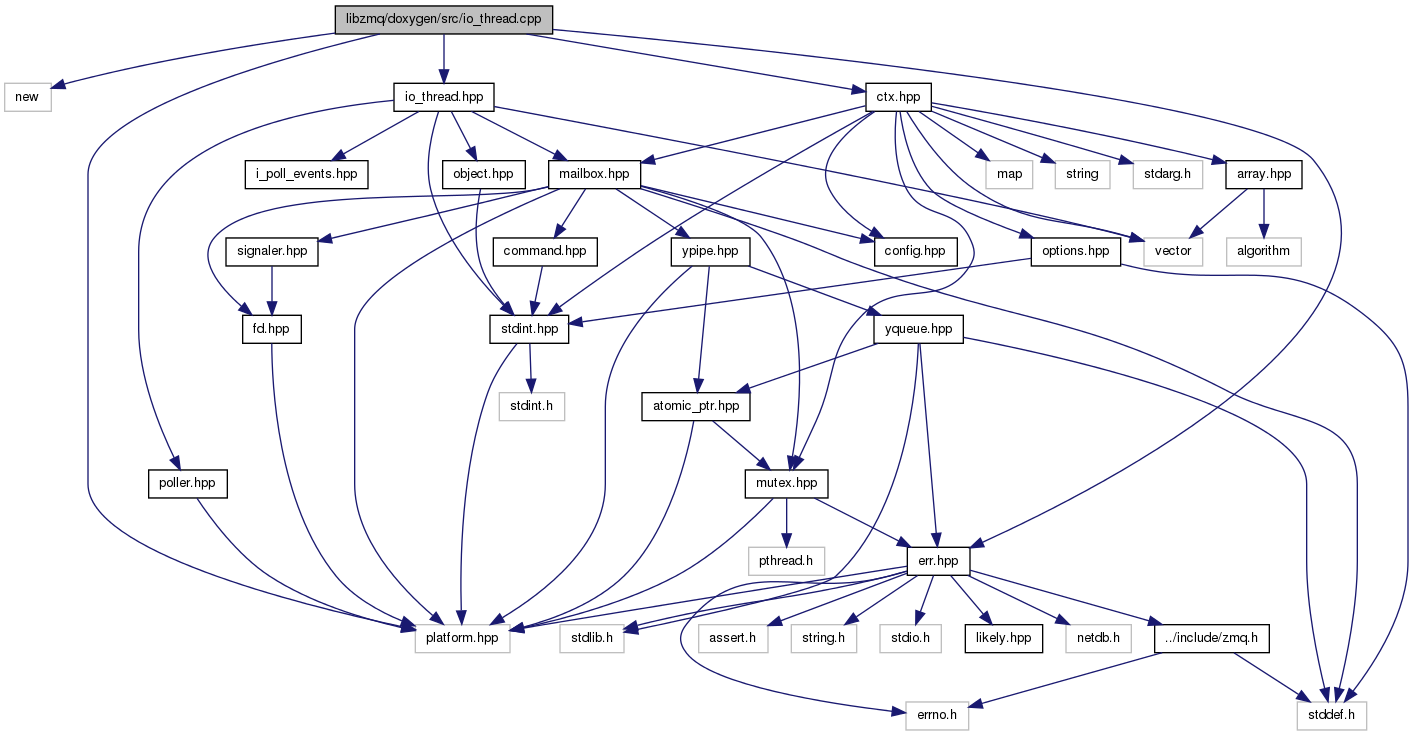 libzmq/doxygen/src/io_thread.cpp
new
io_thread.hpp
ctx.hpp
i_poll_events.hpp
object.hpp
mailbox.hpp
map
string
stdarg.h
array.hpp
signaler.hpp
command.hpp
ypipe.hpp
config.hpp
options.hpp
vector
algorithm
fd.hpp
stdint.hpp
yqueue.hpp
stdint.h
atomic_ptr.hpp
poller.hpp
mutex.hpp
pthread.h
err.hpp
platform.hpp
stdlib.h
assert.h
string.h
stdio.h
likely.hpp
netdb.h
../include/zmq.h
errno.h
stddef.h